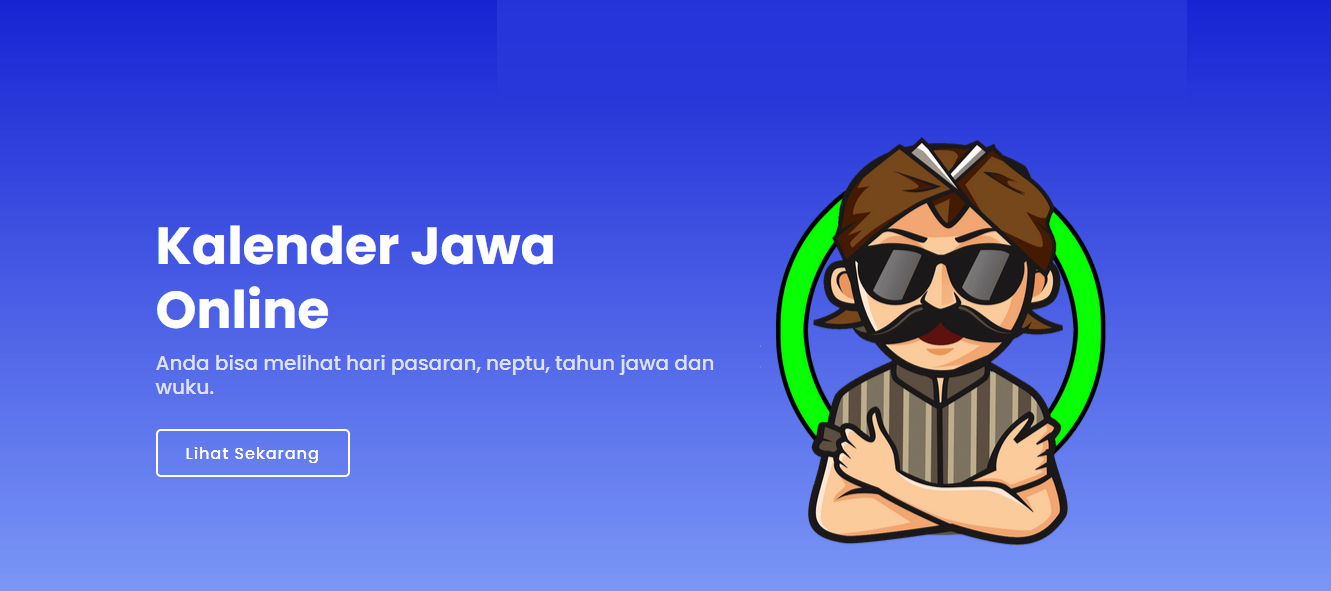 Kalender Jawa
Online
Anda bisa melihat hari pasaran, neptu, tahun jawa dan
wuku.
Lihat Sekarang